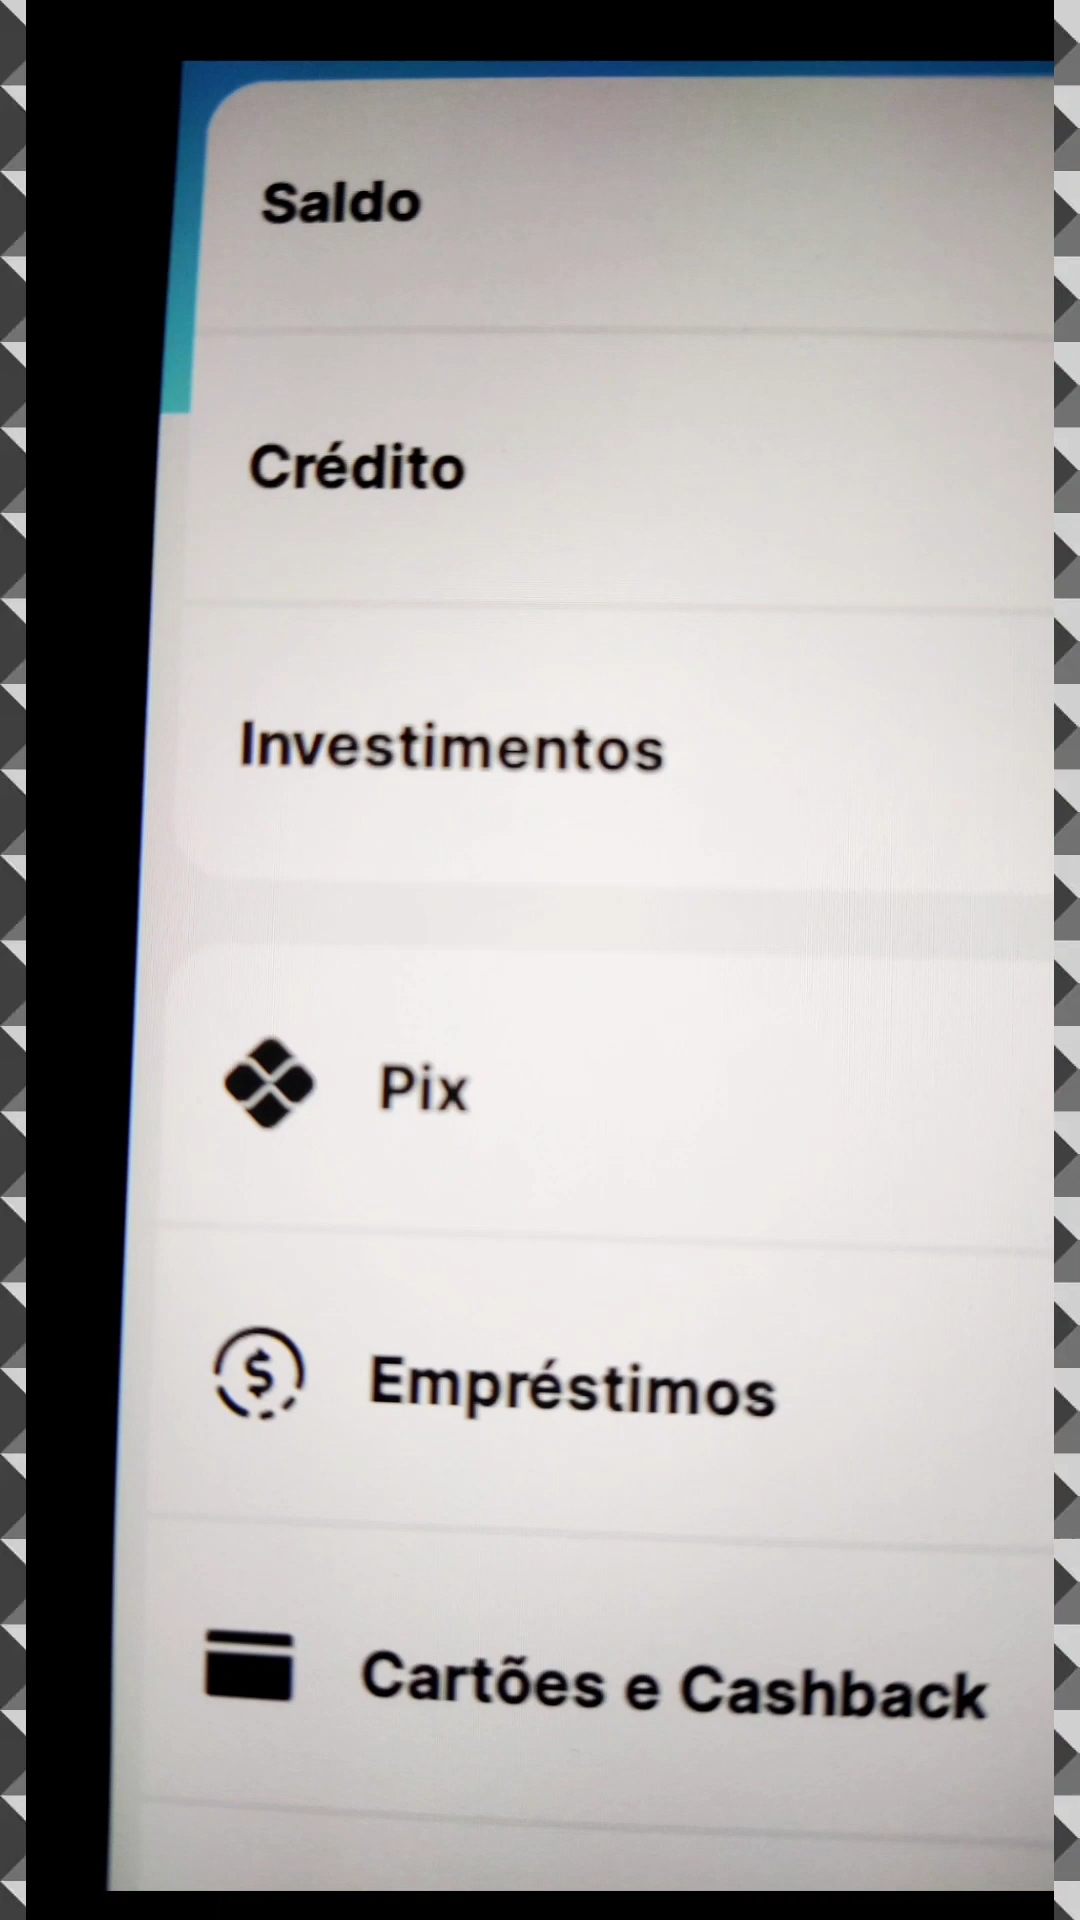 Saldo
Crédito
Investimentos
Pix
Empréstimos
Cartões e Cashback